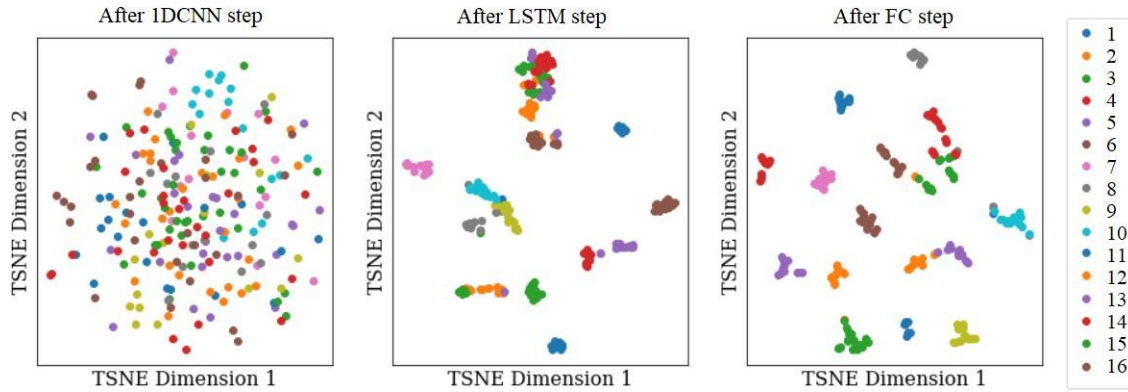 After 1DCNN step
After LSTM step
After FC step
TSNE Dimension 2
TSNE Dimension 1
TSNE Dimension 2
TSNE Dimension 1
TSNE Dimension 2
TSNE Dimension 1
1
2
3
4
5
6
7
8
9
10
11
12
13
14
15
16